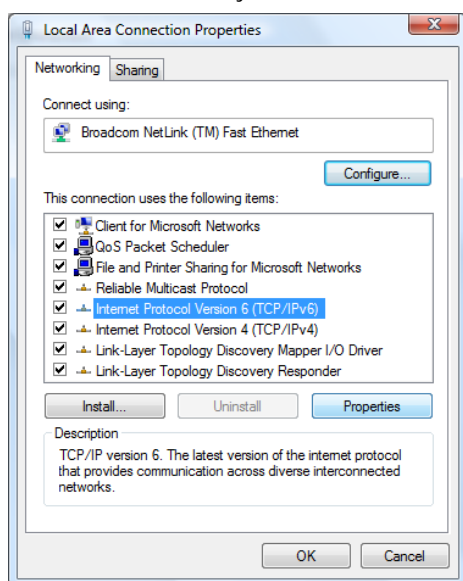 Local Area Connection Properties
Networking
Sharing
Connect using:
Broadcom NetLink (TM) Fast Ethernet
Configure...
This connection uses the following items:
Client for Microsoft Networks
QoS Packet Scheduler
File and Printer Sharing for Microsoft Networks
Reliable Multicast Protocol
Internet Protocol Version 6 (TCP/IPv6)
Internet Protocol Version 4 (TCP/IPv4)
Link-Layer Topology Discovery Mapper I/O Driver
Link-Layer Topology Discovery Responder
Install...
Uninstall
Properties
Description
TCP/IP version 6. The latest version of the internet protocol
that provides communication across diverse interconnected
networks.
OK
Cancel